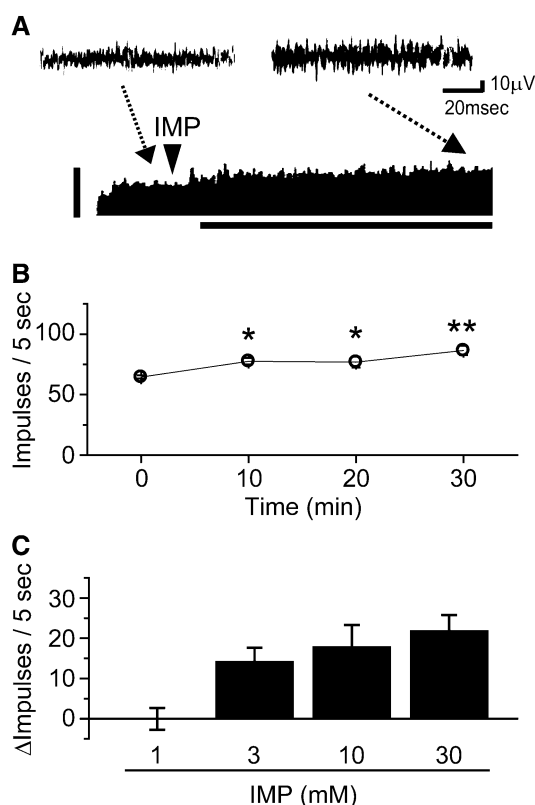 A
10μV
20msec
IMP
B
Impulses / 5 sec
100
50
0
* * **
0 10 20 30
Time (min)
C
ΔImpulses / 5 sec
30
20
10
0
1 3 10 30
IMP (mM)